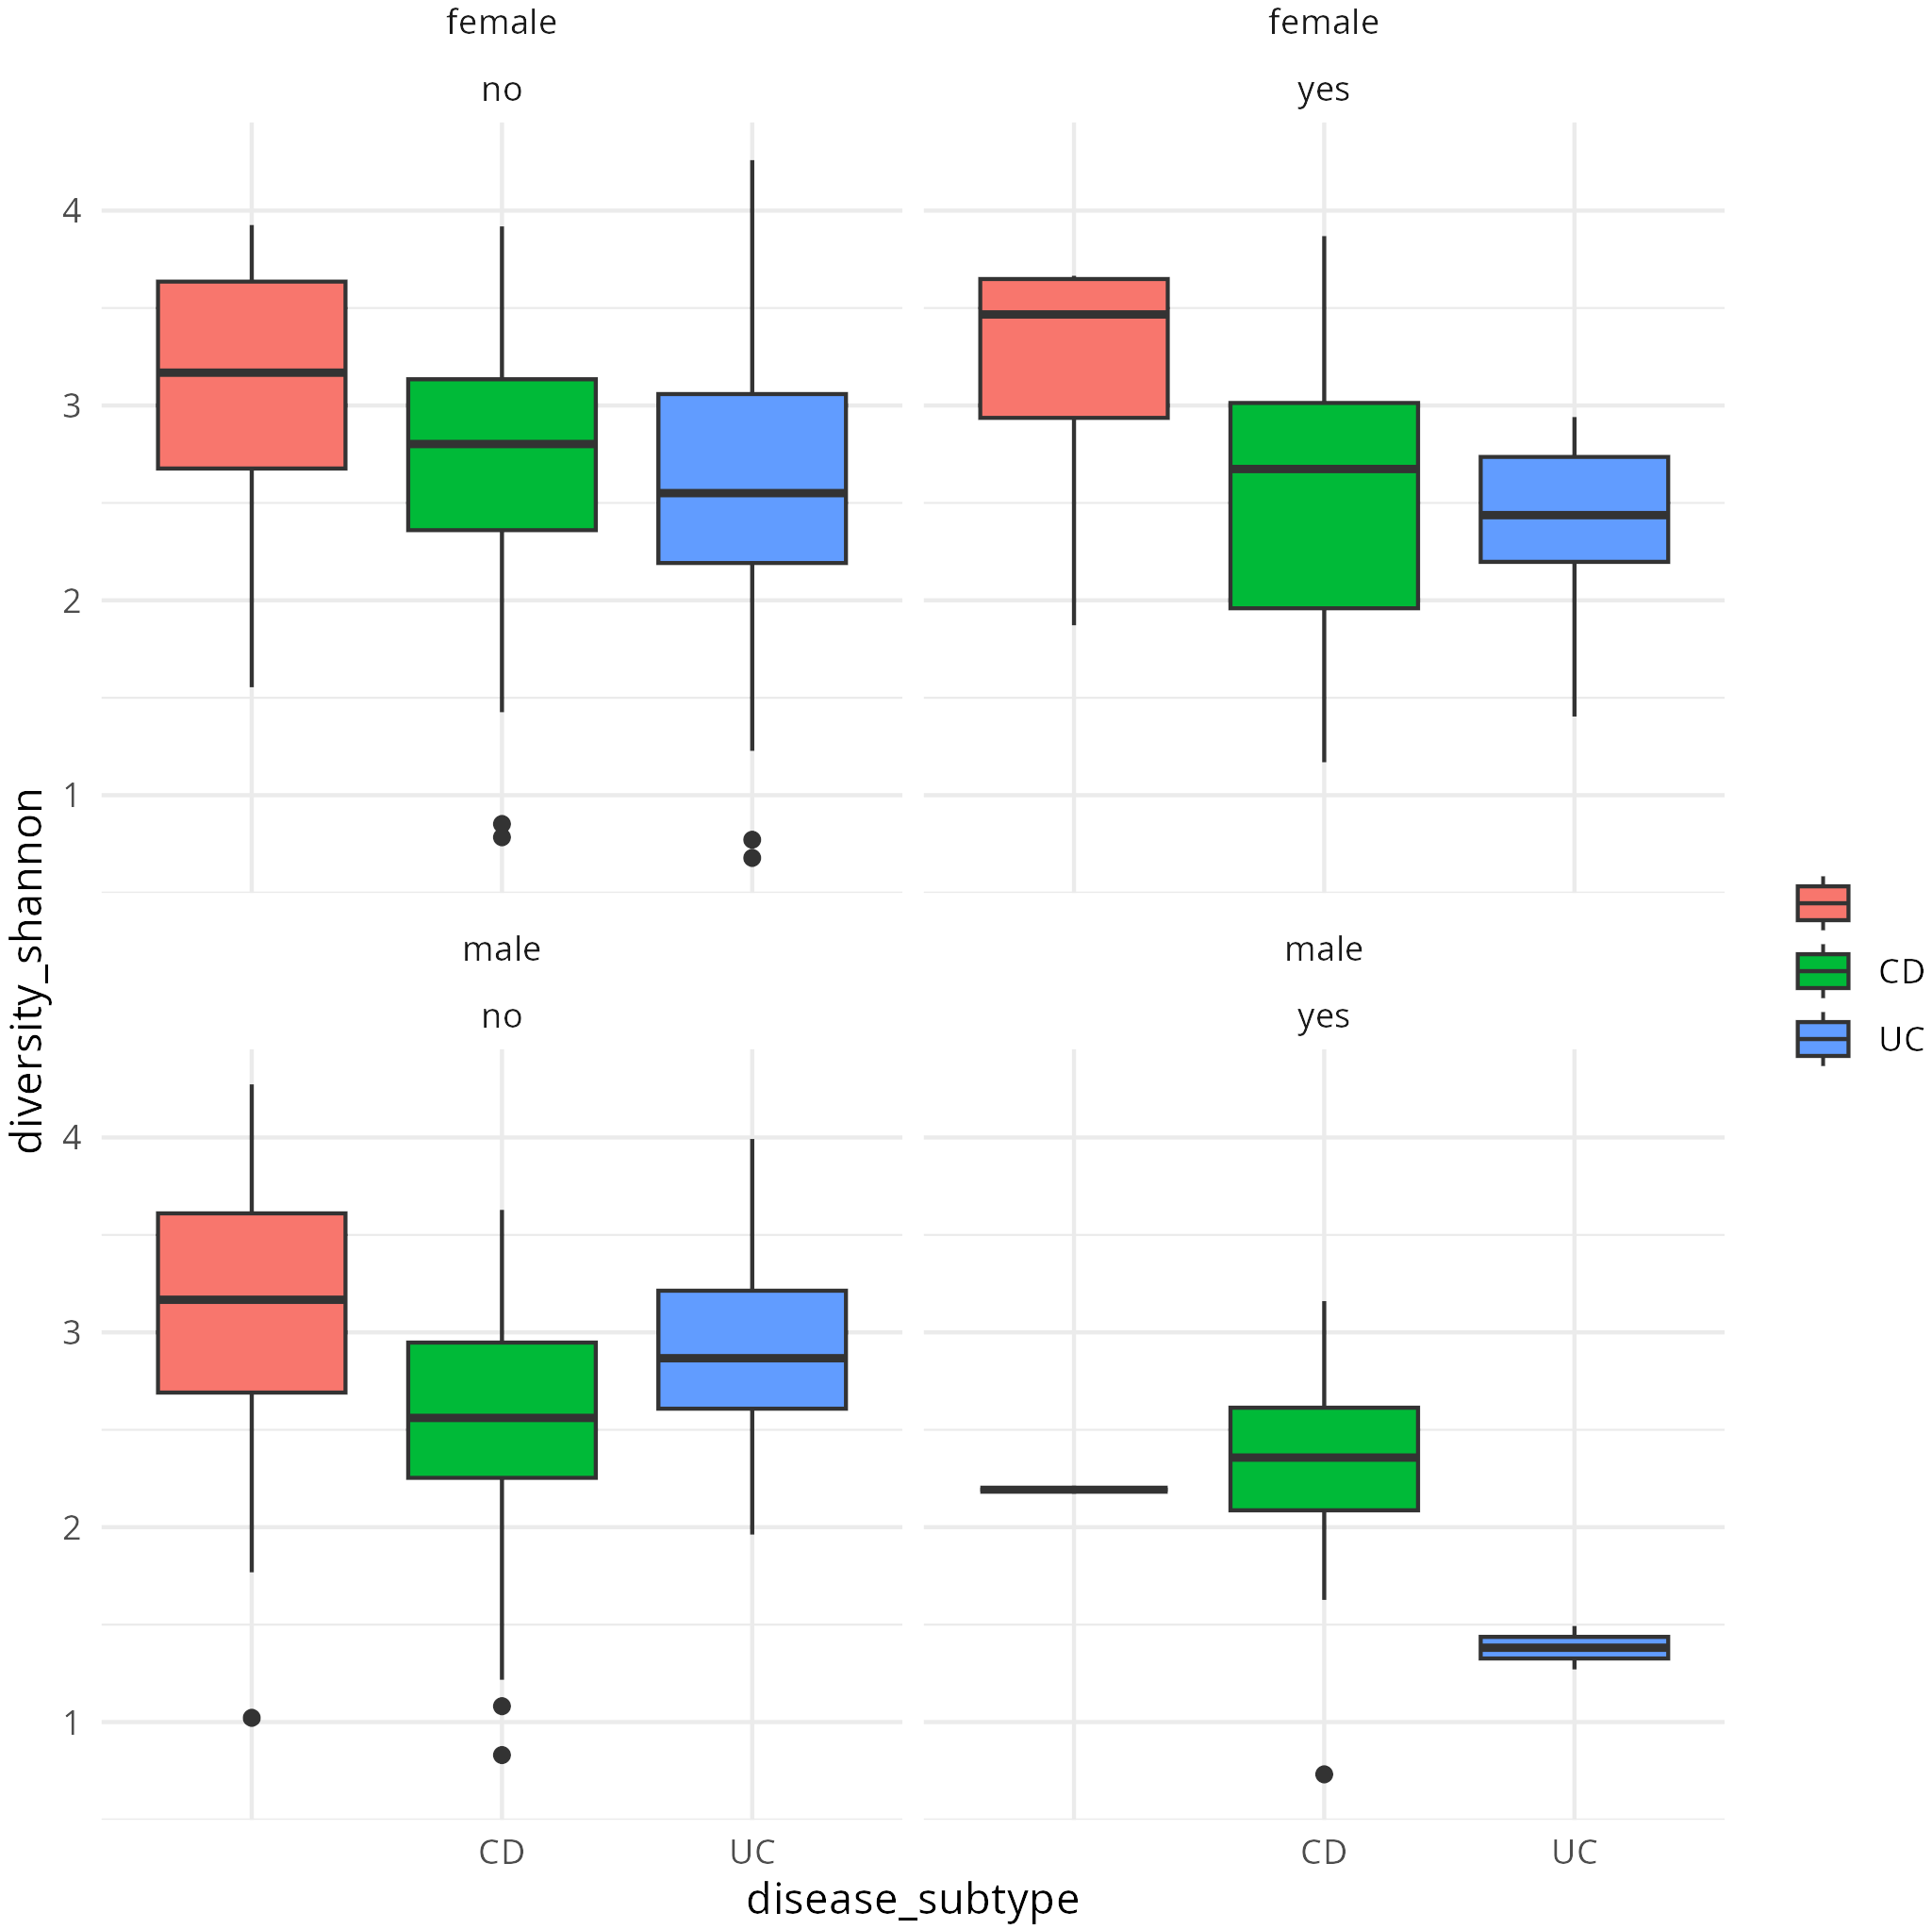 female
female
no
yes
4
3
2
1
diversity_shannon
CD
UC
male
male
no
yes
4
3
2
1
CD
UC
CD
UC
disease_subtype